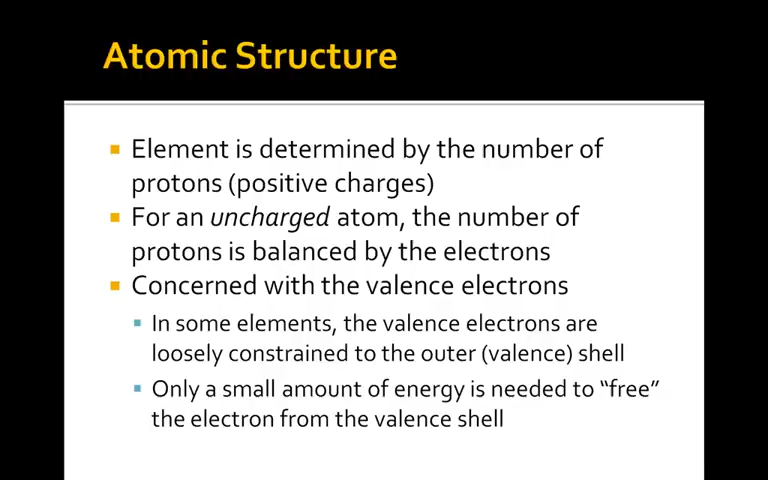 Atomic Structure
Element is determined by the number of
protons (positive charges)
For an uncharged atom, the number of
protons is balanced by the electrons
Concerned with the valence electrons
In some elements, the valence electrons are
loosely constrained to the outer (valence) shell
Only a small amount of energy is needed to “free”
the electron from the valence shell